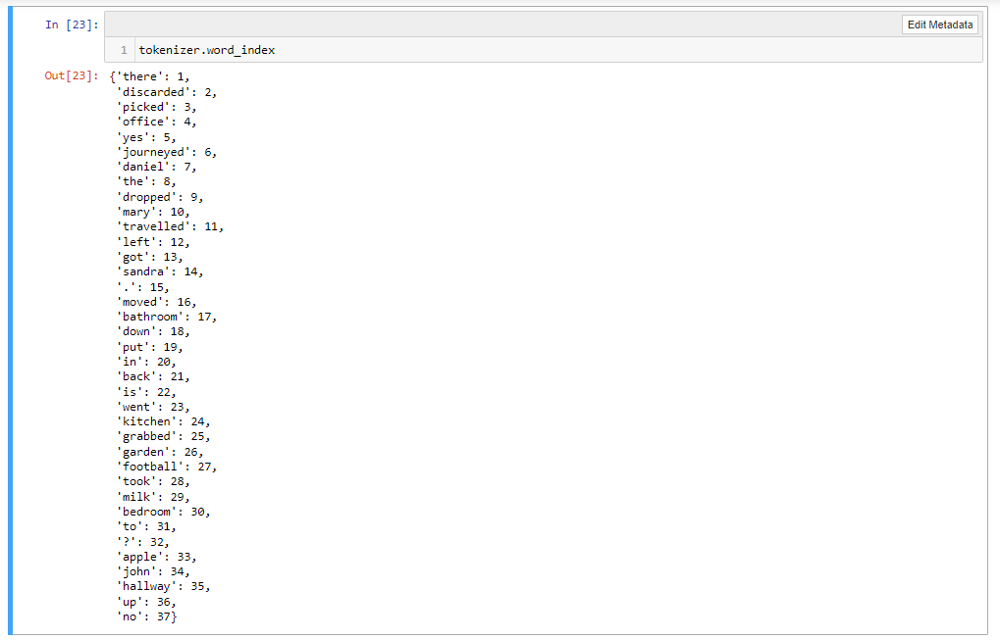 In [23]:
Edit Metadata
1 tokenizer.word_index
Out[23]: {'there': 1,
'discarded': 2,
'picked': 3,
'office': 4,
'yes': 5,
'journeyed': 6,
'daniel': 7,
'the': 8,
'dropped': 9,
'mary': 10,
'travelled': 11,
'left': 12,
'got': 13,
'sandra': 14,
'.': 15,
'moved': 16,
'bathroom': 17,
'down': 18,
'put': 19,
'in': 20,
'back': 21,
'is': 22,
'went': 23,
'kitchen': 24,
'grabbed': 25,
'garden': 26,
'football': 27,
'took': 28,
'milk': 29,
'bedroom': 30,
'to': 31,
'?': 32,
'apple': 33,
'john': 34,
'hallway': 35,
'up': 36,
'no': 37}